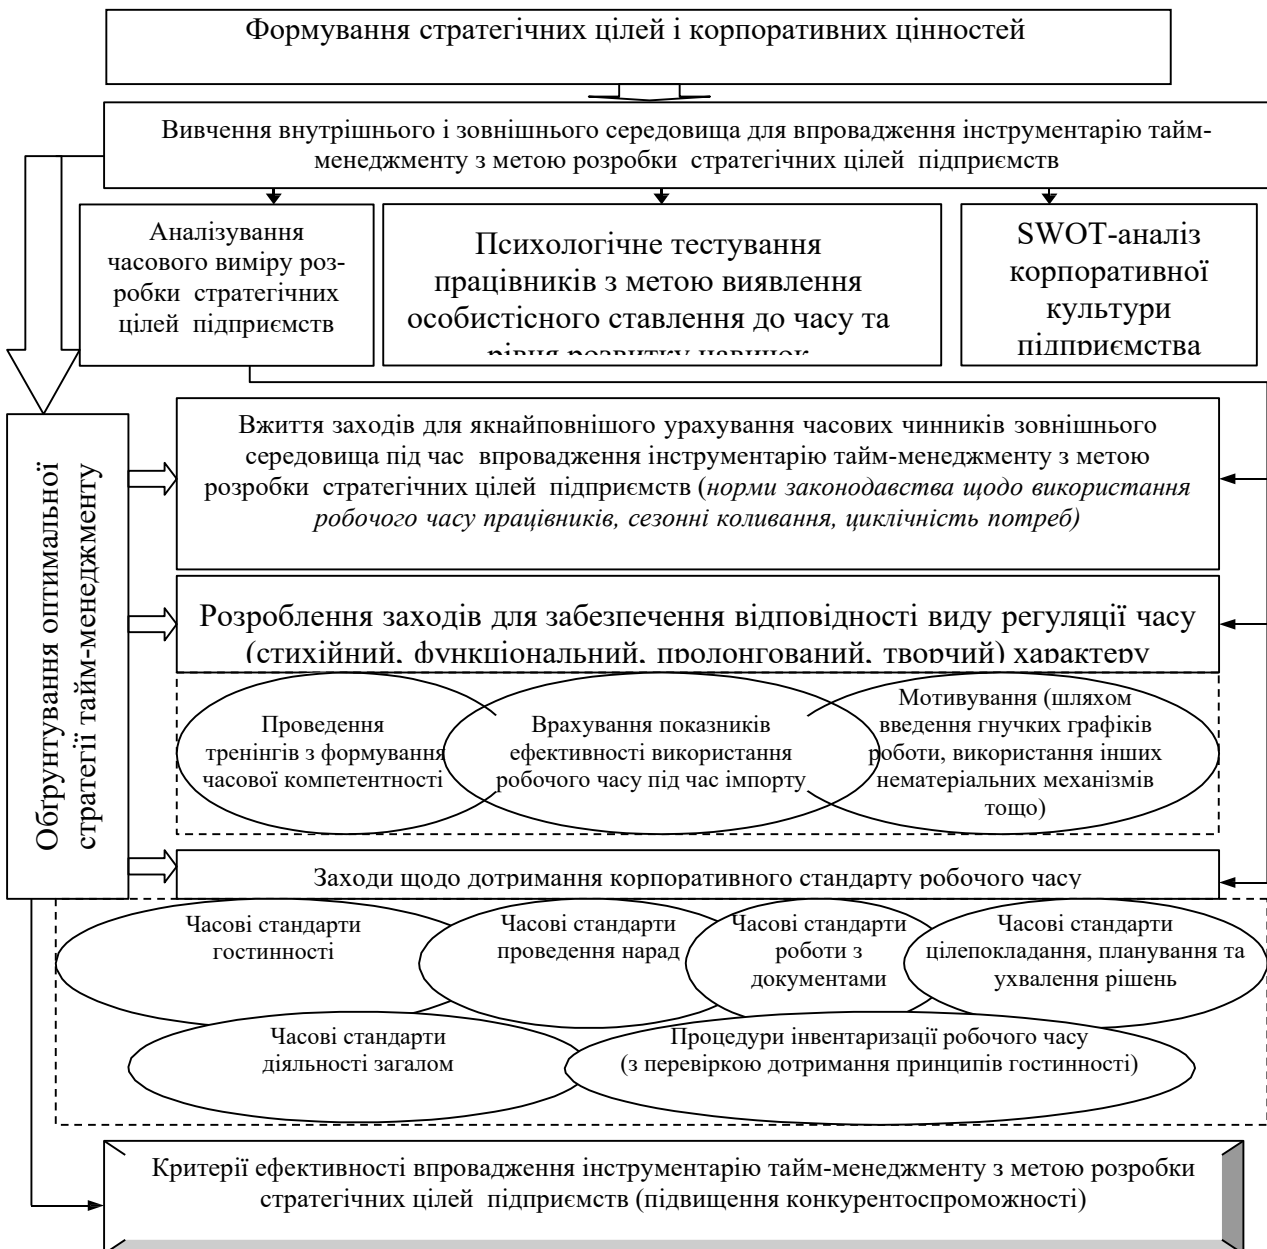 Формування стратегічних цілей і корпоративних цінностей
Вивчення внутрішнього і зовнішнього середовища для впровадження інструментарію тайм-
менеджменту з метою розробки стратегічних цілей підприємств
Аналізування
часового виміру роз-
робки стратегічних
цілей підприємств
Психологічне тестування
працівників з метою виявлення
особистісного ставлення до часу та
рівня розвитку навичок
SWOT-аналіз
корпоративної
культури
підприємства
Обґрунтування оптимальної
стратегії тайм-менеджменту
Вжиття заходів для якнайповнішого урахування часових чинників зовнішнього
середовища під час впровадження інструментарію тайм-менеджменту з метою
розробки стратегічних цілей підприємств (норми законодавства щодо використання
робочого часу працівників, сезонні коливання, циклічність потреб)
Розроблення заходів для забезпечення відповідності виду регуляції часу
(стихійний, функціональний, пролонгований, творчий) характеру
Проведення
тренінгів з формування
часової компетентності
Врахування показників
ефективності використання
робочого часу під час імпорту
Мотивування (шляхом
введення гнучких графіків
роботи, використання інших
нематеріальних механізмів
тощо)
Заходи щодо дотримання корпоративного стандарту робочого часу
Часові стандарти
гостинності
Часові стандарти
проведення нарад
Часові стандарти
роботи з
документами
Часові стандарти
цілепокладання, планування та
ухвалення рішень
Часові стандарти
діяльності загалом
Процедури інвентаризації робочого часу
(з перевіркою дотримання принципів гостинності)
Критерії ефективності впровадження інструментарію тайм-менеджменту з метою розробки
стратегічних цілей підприємств (підвищення конкурентоспроможності)